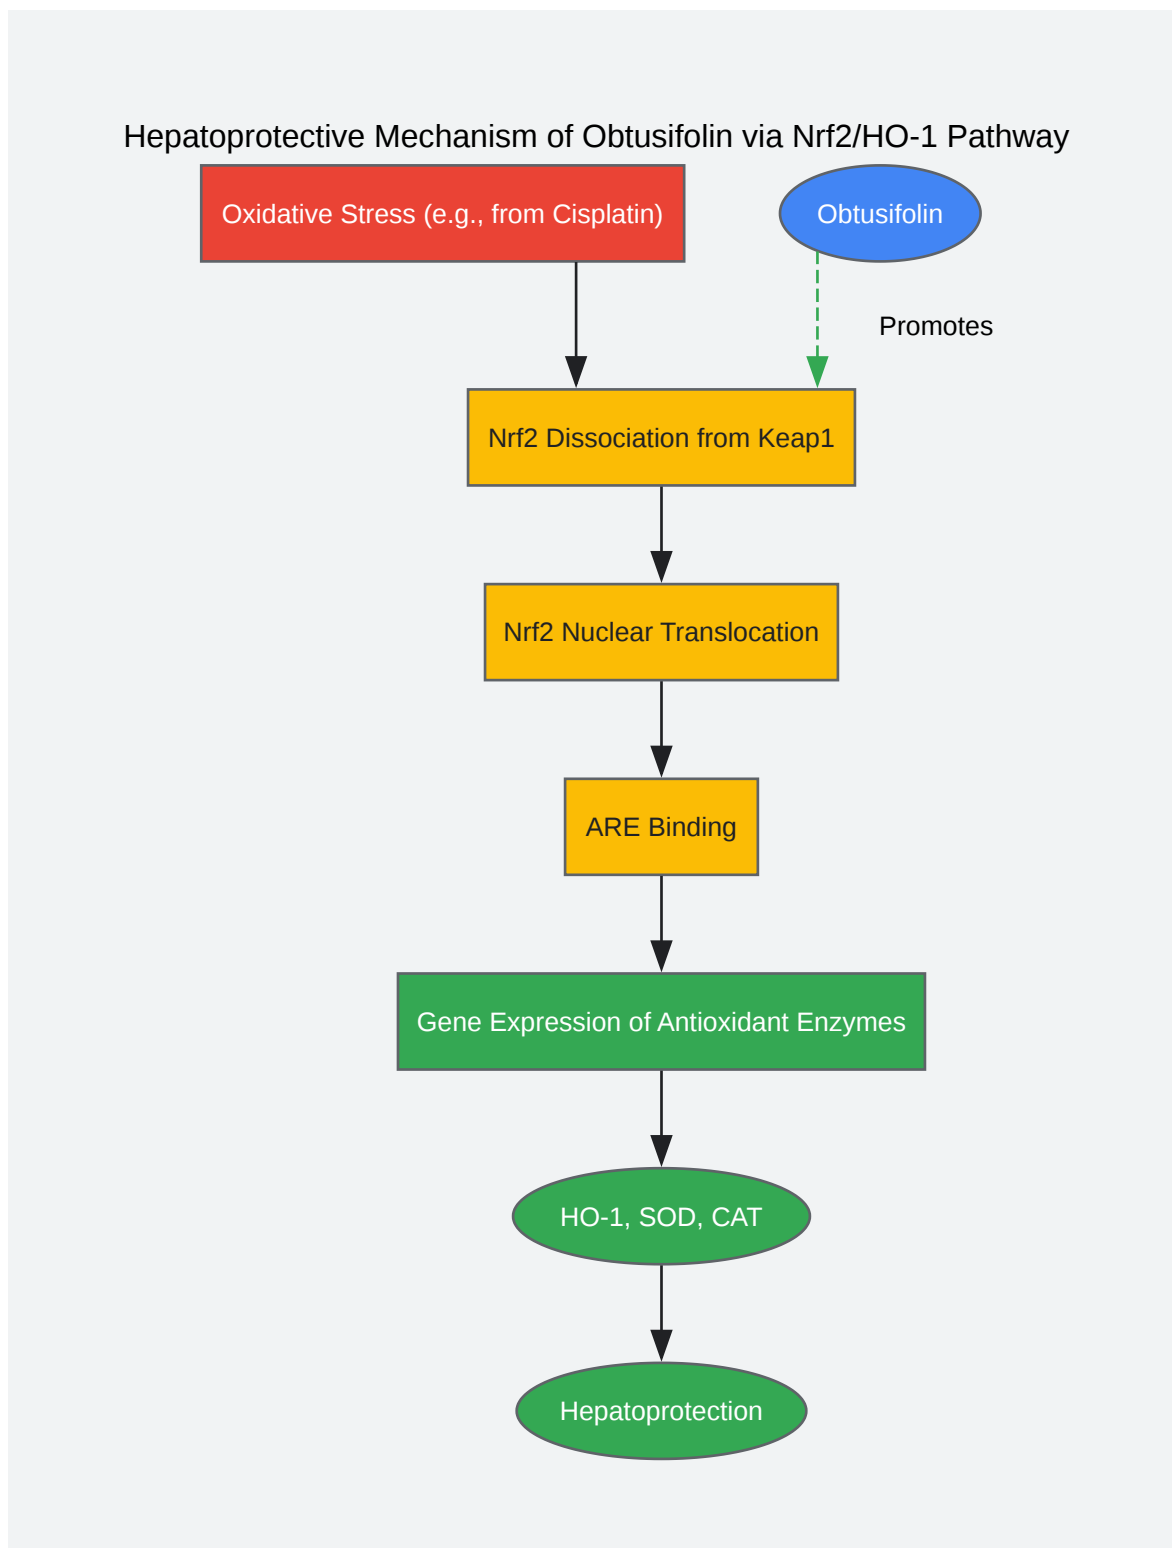 Hepatoprotective Mechanism of Obtusifolin via Nrf2/HO-1 Pathway
Oxidative Stress (e.g., from Cisplatin)
Obtusifolin
Promotes
Nrf2 Dissociation from Keap1
Nrf2 Nuclear Translocation
ARE Binding
Gene Expression of Antioxidant Enzymes
HO-1, SOD, CAT
Hepatoprotection